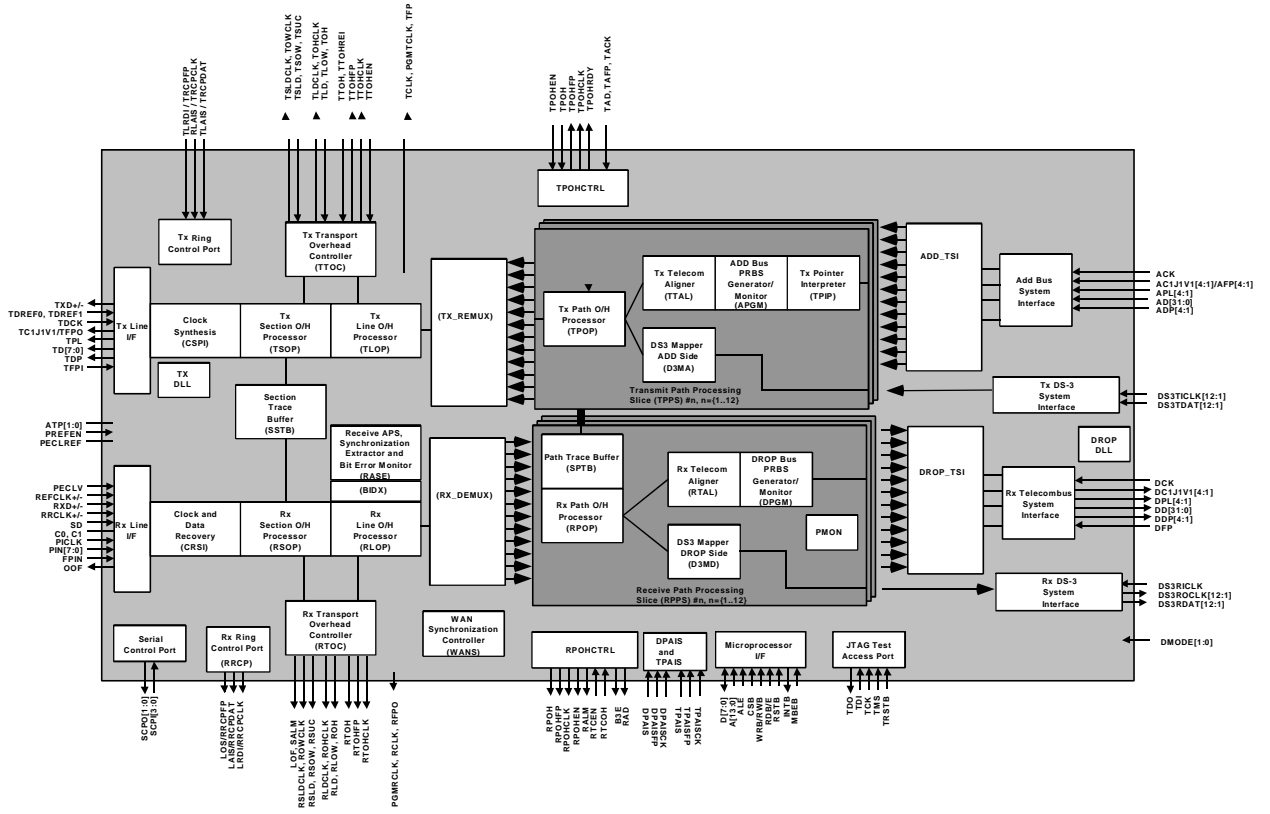 TLRDI / TRCPFP
RLAIS / TRCPCLK
TLAIS / TRCPDAT
TSLDCLK, TOWCLK
TSLD, TSOW, TSUC
TLDCLK, TOHCLK
TLD, TLOW, TOH
TTOH, TTOHREI
TTOHFP
TTOHCLK
TTOHEN
TCLK, PGMTCLK, TFP
TPOHEN
TPOH
TPOHFP
TPOHCLK
TPOHRDY
TAD, TAFP, TACK
TPOHCTRL
Tx Ring
Control Port
Tx Transport
Overhead
Controller
(TTOC)
TXD+/-
TDREF0, TDREF1
TDCK
TC1J1V1/TFPO
TPL
TD[7:0]
TDP
TFPI
Tx Line
I/F
Clock
Synthesis
(CSPI)
Tx
Section O/H
Processor
(TSOP)
Tx
Line O/H
Processor
(TLOP)
(TX_REMUX)
Tx Path O/H
Processor
(TPOP)
Tx Telecom
Aligner
(TTAL)
ADD Bus
PRBS
Generator/
Monitor
(APGM)
Tx Pointer
Interpreter
(TPIP)
DS3 Mapper
ADD Side
(D3MA)
Transmit Path Processing
Slice (TPPS) #n, n={1..12}
ADD_TSI
Add Bus
System
Interface
ACK
AC1J1V1[4:1]/AFP[4:1]
APL[4:1]
AD[31:0]
ADP[4:1]
TX
DLL
Section
Trace
Buffer
(SSTB)
Tx DS-3
System
Interface
DS3TICLK[12:1]
DS3TDAT[12:1]
ATP[1:0]
PREFEN
PECLREF
Receive APS,
Synchronization
Extractor and
Bit Error Monitor
(RASE)
(BIDX)
DROP
DLL
PECLV
REFCLK+/-
RXD+/-
RRCLK+/-
SD
C0, C1
PICLK
PIN[7:0]
FPIN
OOF
Rx Line
I/F
Clock and
Data
Recovery
(CRSI)
Rx
Section O/H
Processor
(RSOP)
Rx
Line O/H
Processor
(RLOP)
(RX_DEMUX)
Path Trace Buffer
(SPTB)
Rx Path O/H
Processor
(RPOP)
Rx Telecom
Aligner
(RTAL)
DROP Bus
PRBS
Generator/
Monitor
(DPGM)
DS3 Mapper
DROP Side
(D3MD)
PMON
Receive Path Processing
Slice (RPPS) #n, n={1..12}
DROP_TSI
Rx Telecombus
System
Interface
DCK
DC1J1V1[4:1]
DPL[4:1]
DD[31:0]
DDP[4:1]
DFP
Rx DS-3
System
Interface
DS3RICLK
DS3ROCLK[12:1]
DS3RDAT[12:1]
DMODE[1:0]
Serial
Control Port
Rx Ring
Control Port
(RRCP)
Rx Transport
Overhead
Controller
(RTOC)
WAN
Synchronization
Controller
(WANS)
RPOHCTRL
DPAIS
and
TPAIS
Microprocessor
I/F
JTAG Test
Access Port
SCPO[1:0]
SCPI[3:0]
LOS/RRCPFP
LAIS/RRCPDAT
LRDI/RRCPCLK
LOF, SALM
RSLDCLK, ROWCLK
RSLD, RSOW, RSUC
RLDCLK, ROHCLK
RLD, RLOW, ROH
RTOH
RTOHFP
RTOHCLK
PGMRCLK, RCLK, RFPO
RPOH
RPOHFP
RPOHCLK
RPOHEN
RALM
RTCEN
RTCOH
B3E
RAD
DPAIS
DPAISFP
DPAISCK
TPAIS
TPAISFP
TPAISCK
D[7:0]
A[13:0]
ALE
CSB
WRB/RWB
RDB/E
RSTB
INTB
MBEB
TDO
TDI
TCK
TMS
TRSTB